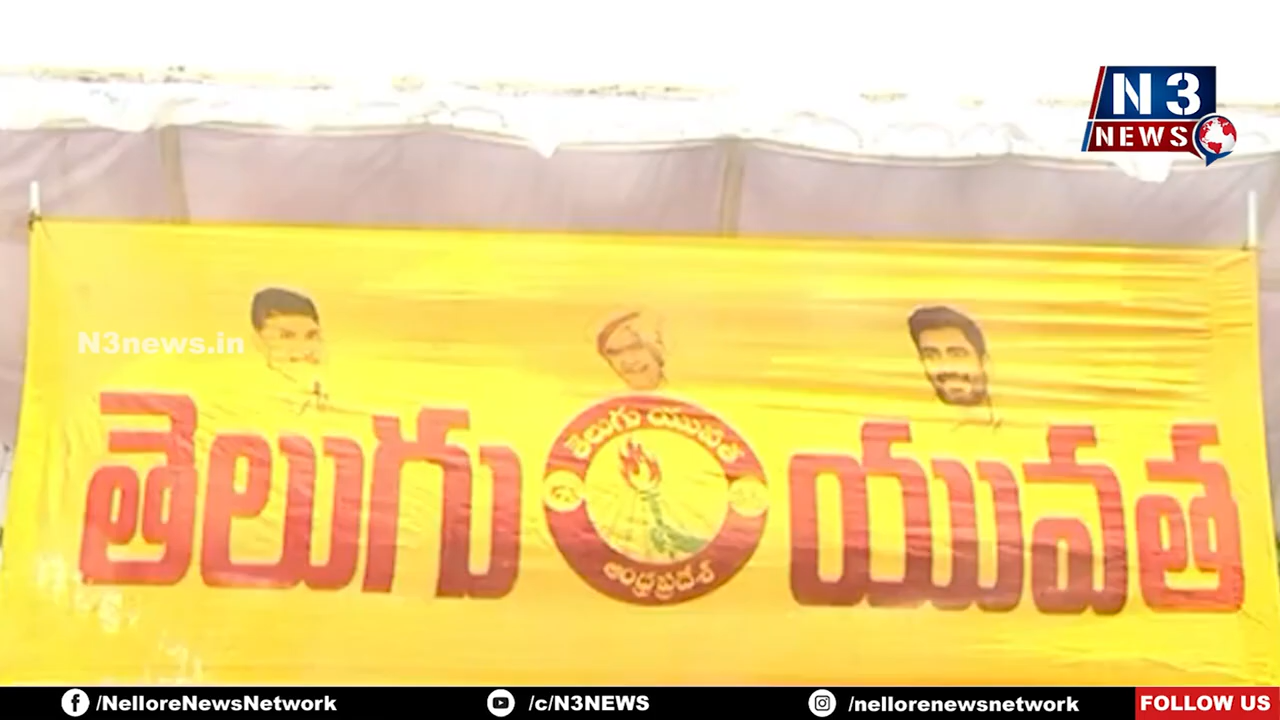 N3
NEWS
N3news.in
తెలుగు యువత
తెలుగు యువత
ఆంధ్రప్రదేశ్
/NelloreNewsNetwork
/c/N3NEWS
/nellorenewsnetwork
FOLLOW US